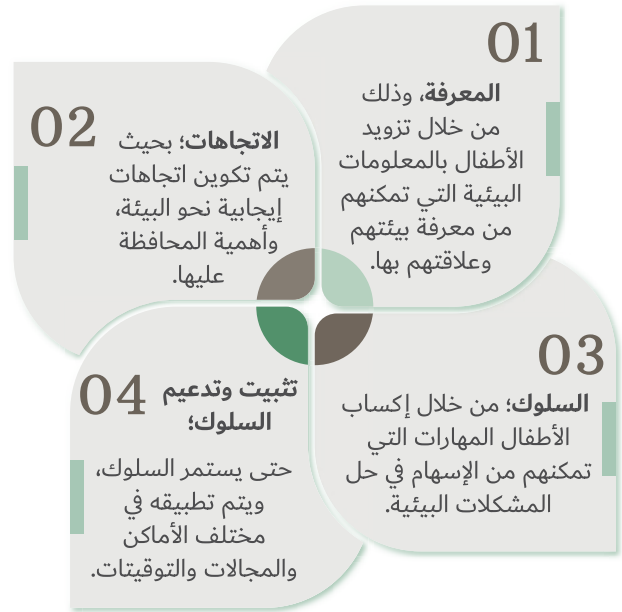 01
المعرفة، وذلك
من خلال تزويد
الأطفال بالمعلومات
البيئية التي تمكنهم
من معرفة بيئتهم
وعلاقتهم بها.
02
الاتجاهات؛ بحيث
يتم تكوين اتجاهات
إيجابية نحو البيئة،
وأهمية المحافظة
عليها.
03
السلوك؛ من خلال إكساب
الأطفال المهارات التي
تمكنهم من الإسهام في حل
المشكلات البيئية.
04
تثبيت وتدعيم
السلوك؛
حتى يستمر السلوك،
ويتم تطبيقه في
مختلف الأماكن
والمجالات والتوقيتات.